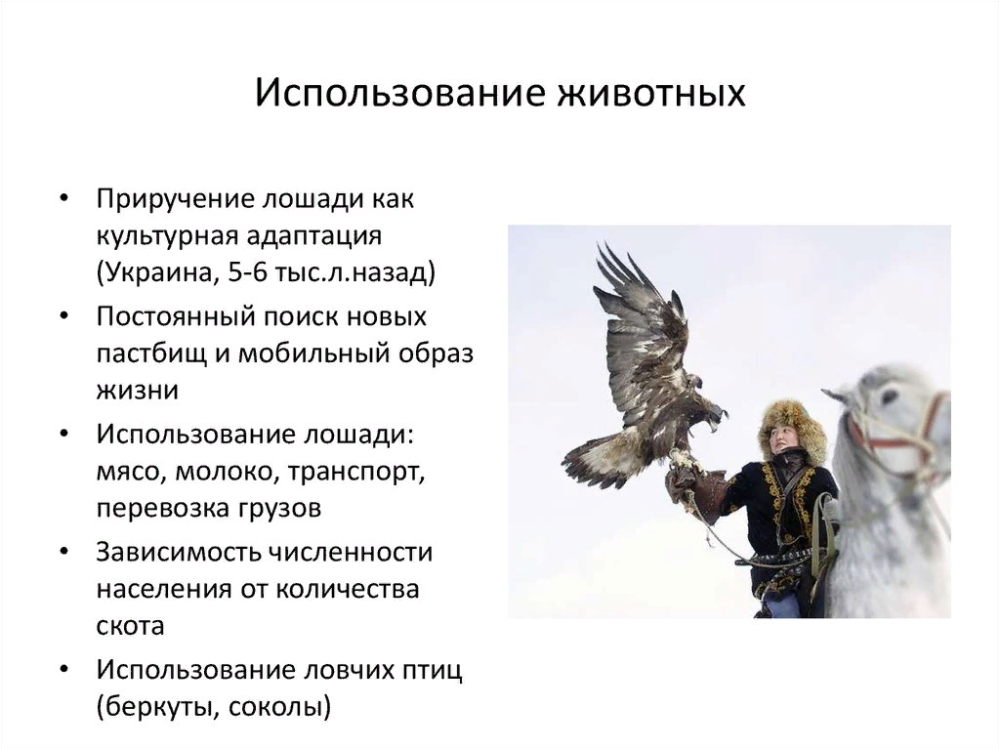 Использование животных
• Приручение лошади как
культурная адаптация
(Украина, 5-6 тыс.л.назад)
• Постоянный поиск новых
пастбищ и мобильный образ
жизни
• Использование лошади:
мясо, молоко, транспорт,
перевозка грузов
• Зависимость численности
населения от количества
скота
• Использование ловчих птиц
(беркуты, соколы)